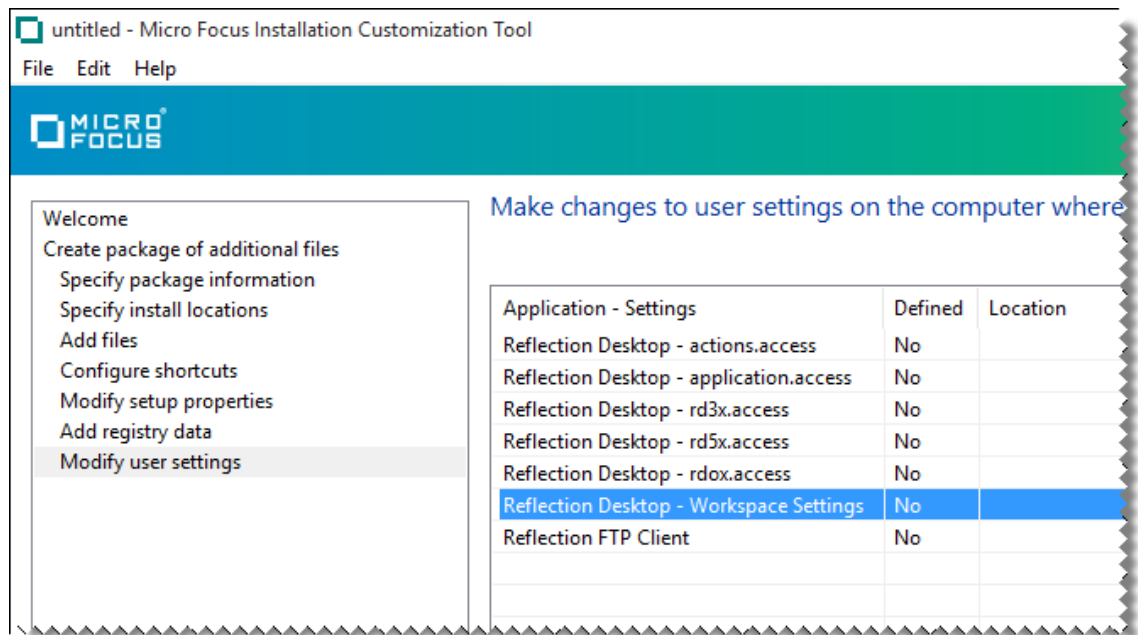 untitled - Micro Focus Installation Customization Tool
File Edit Help
MICRO
FOCUS
Welcome
Create package of additional files
Specify package information
Specify install locations
Add files
Configure shortcuts
Modify setup properties
Add registry data
Modify user settings
Make changes to user settings on the computer where
Application - Settings Defined Location
Reflection Desktop - actions.access No
Reflection Desktop - application.access No
Reflection Desktop - rd3x.access No
Reflection Desktop - rd5x.access No
Reflection Desktop - rdox.access No
Reflection Desktop - Workspace Settings No
Reflection FTP Client No